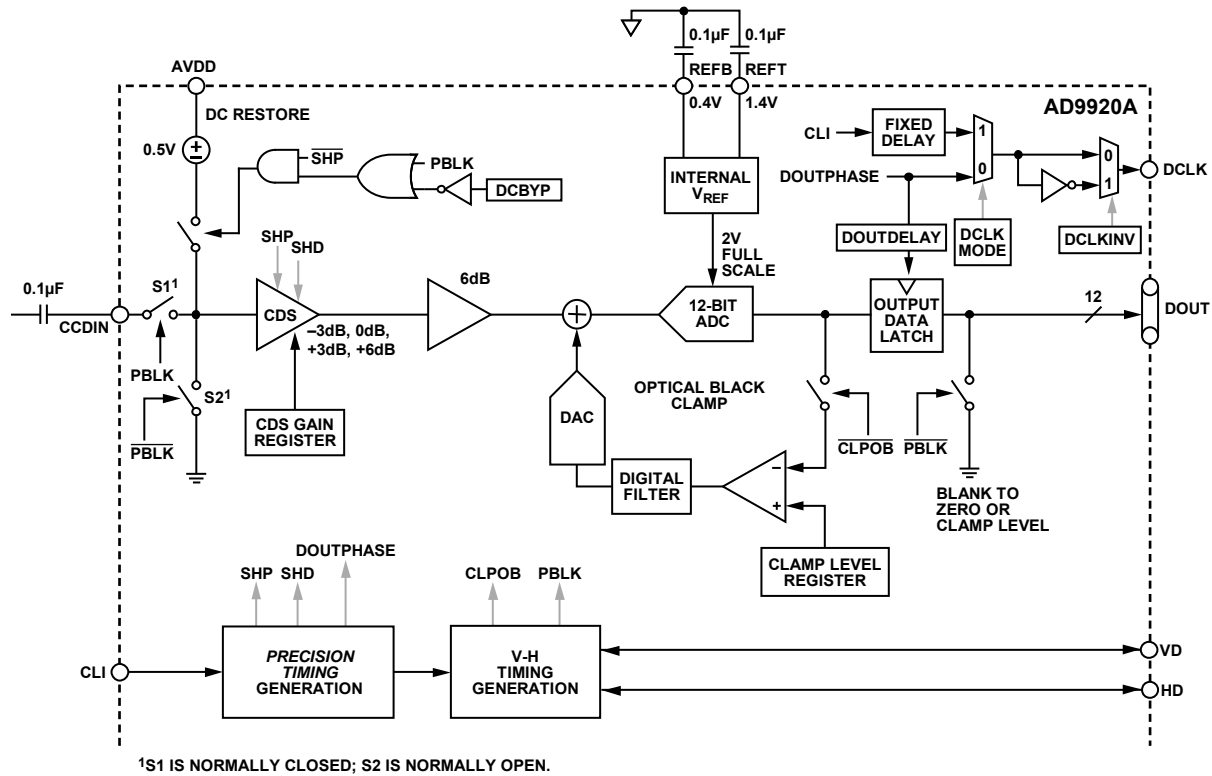 0.1µF 0.1µF
AVDD
REFB REFT
DC RESTORE
0.4V 1.4V
AD9920A
0.5V
S̅H̅P̅
PBLK
DCBYP
INTERNAL
VREF
CLI
FIXED
DELAY
1
0
DOUTPHASE
0
1
DCLK
DOUTDELAY
DCLK
MODE
DCLKINV
2V
FULL
SCALE
SHP
SHD
0.1µF
S1¹
CCDIN
CDS
–3dB, 0dB,
+3dB, +6dB
6dB
12-BIT
ADC
OUTPUT
DATA
LATCH
12
DOUT
PBLK
S2¹
P̅B̅L̅K̅
CDS GAIN
REGISTER
DAC
OPTICAL BLACK
CLAMP
C̅L̅P̅O̅B̅ P̅B̅L̅K̅
DIGITAL
FILTER
–
+
BLANK TO
ZERO OR
CLAMP LEVEL
CLAMP LEVEL
REGISTER
DOUTPHASE
SHP SHD
CLPOB PBLK
CLI
PRECISION
TIMING
GENERATION
V-H
TIMING
GENERATION
VD
HD
¹S1 IS NORMALLY CLOSED; S2 IS NORMALLY OPEN.